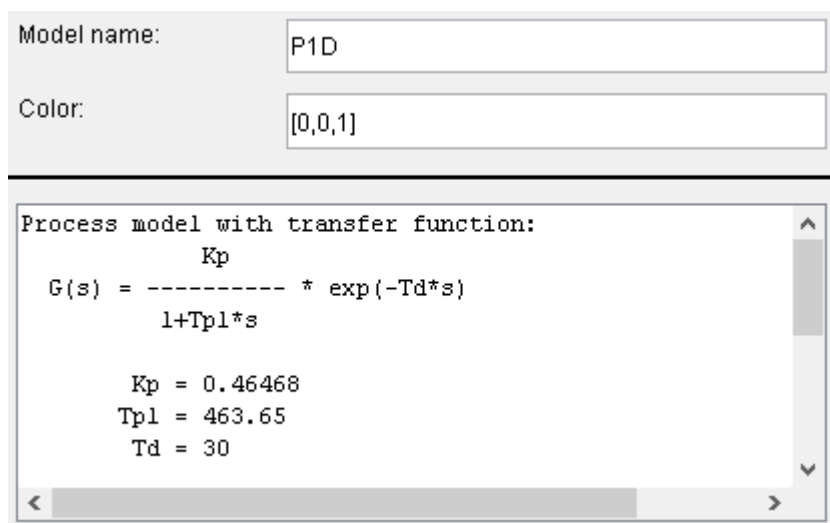 Model name:
P1D
Color:
[0,0,1]
Process model with transfer function:
Kp
G(s) = ---------- * exp(-Td*s)
1+Tp1*s
Kp = 0.46468
Tp1 = 463.65
Td = 30